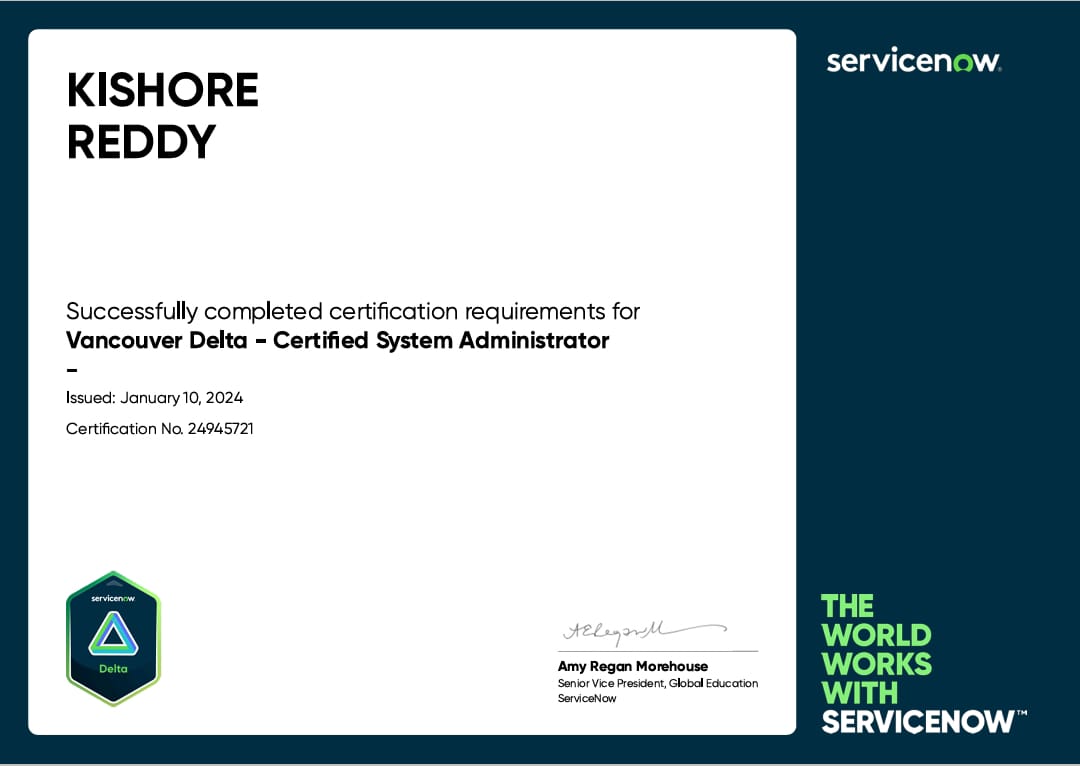 KISHORE
REDDY
servicenow
Successfully completed certification requirements for
Vancouver Delta - Certified System Administrator
-
Issued: January 10, 2024
Certification No. 24945721
servicenow
Delta
Amy Regan Morehouse
Senior Vice President, Global Education
ServiceNow
THE
WORLD
WORKS
WITH
SERVICENOW™